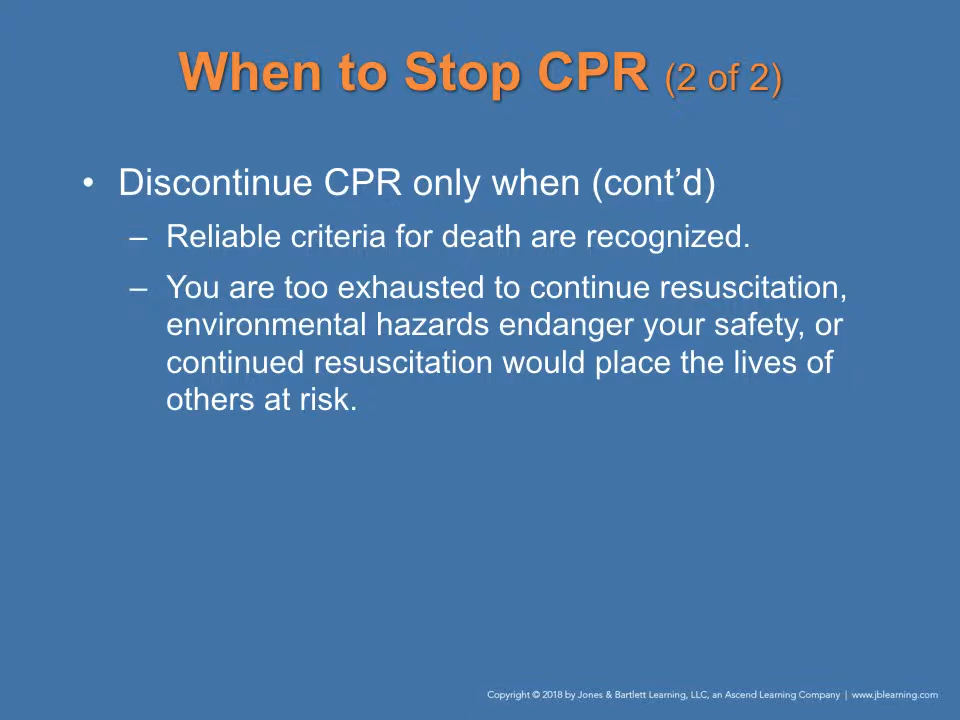 When to Stop CPR (2 of 2)
• Discontinue CPR only when (cont’d)
– Reliable criteria for death are recognized.
– You are too exhausted to continue resuscitation,
environmental hazards endanger your safety, or
continued resuscitation would place the lives of
others at risk.
Copyright © 2018 by Jones & Bartlett Learning, LLC, an Ascend Learning Company | www.jblearning.com